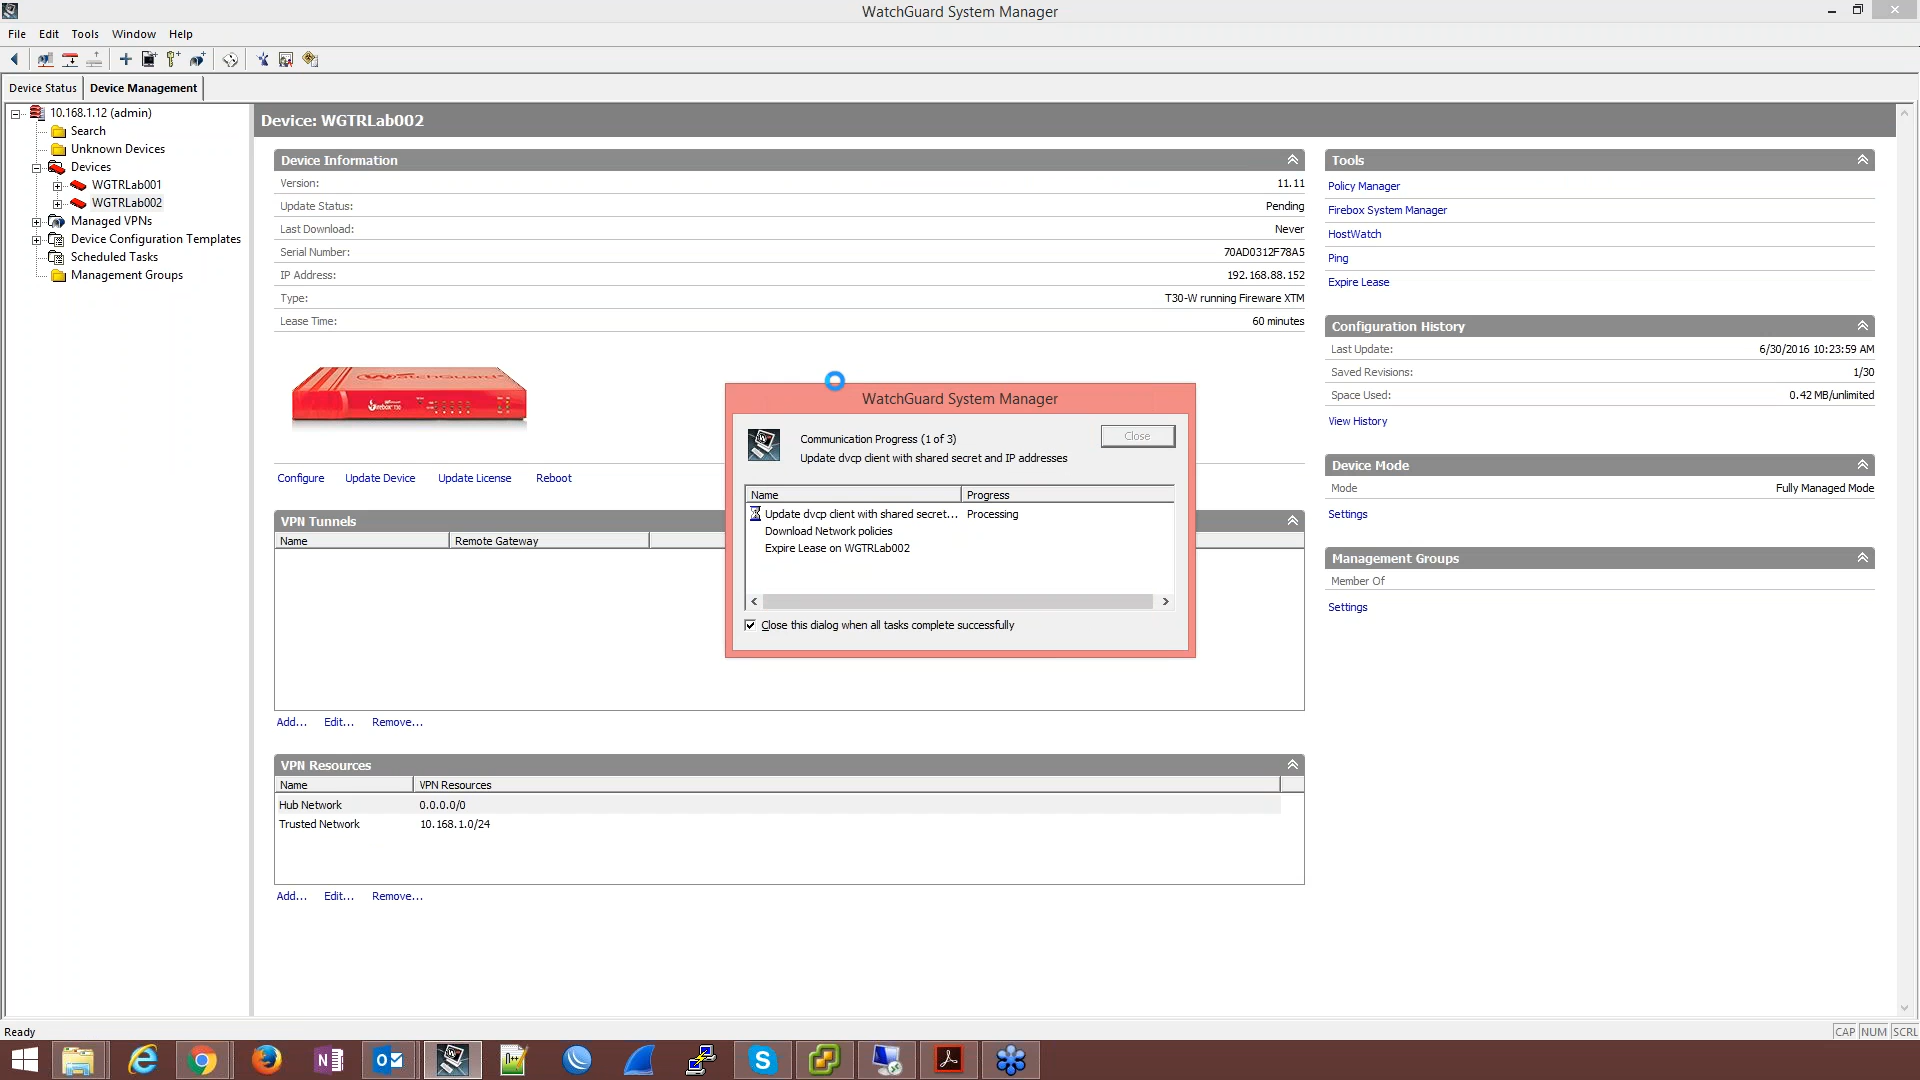 WatchGuard System Manager
File Edit Tools Window Help
Device Status Device Management
10.168.1.12 (admin)
Search
Unknown Devices
Devices
WGTRLab001
WGTRLab002
Managed VPNs
Device Configuration Templates
Scheduled Tasks
Management Groups
Device: WGTRLab002
Device Information
Version: 11.11
Update Status: Pending
Last Download: Never
Serial Number: 70AD0312F78A5
IP Address: 192.168.88.152
Type: T30-W running Fireware XTM
Lease Time: 60 minutes
WatchGuard
Firebox T30
Configure Update Device Update License Reboot
VPN Tunnels
Name Remote Gateway
Add... Edit... Remove...
VPN Resources
Name VPN Resources
Hub Network 0.0.0.0/0
Trusted Network 10.168.1.0/24
Add... Edit... Remove...
WatchGuard System Manager
Communication Progress (1 of 3)
Close
Update dvcp client with shared secret and IP addresses
Name Progress
Update dvcp client with shared secret... Processing
Download Network policies
Expire Lease on WGTRLab002
Close this dialog when all tasks complete successfully
Tools
Policy Manager
Firebox System Manager
HostWatch
Ping
Expire Lease
Configuration History
Last Update: 6/30/2016 10:23:59 AM
Saved Revisions: 1/30
Space Used: 0.42 MB/unlimited
View History
Device Mode
Mode Fully Managed Mode
Settings
Management Groups
Member Of
Settings
Ready
CAP NUM SCRL